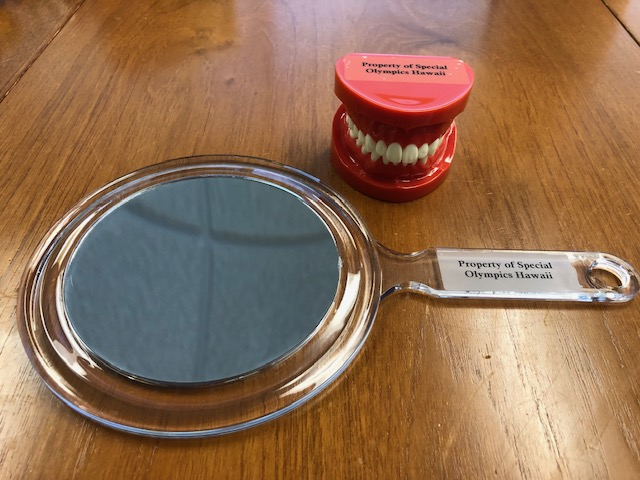 Property of Special
Olympics Hawaii
Property of Special
Olympics Hawaii